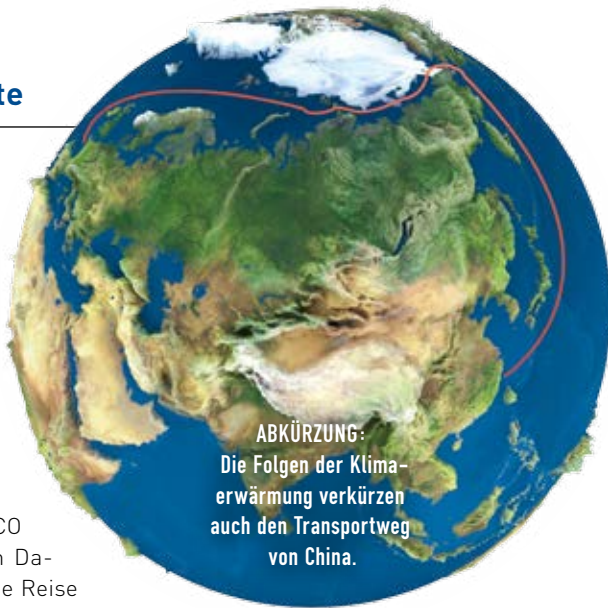 te
ABKÜRZUNG:
Die Folgen der Klima-
erwärmung verkürzen
auch den Transportweg
von China.
CO
n Da-
e Reise